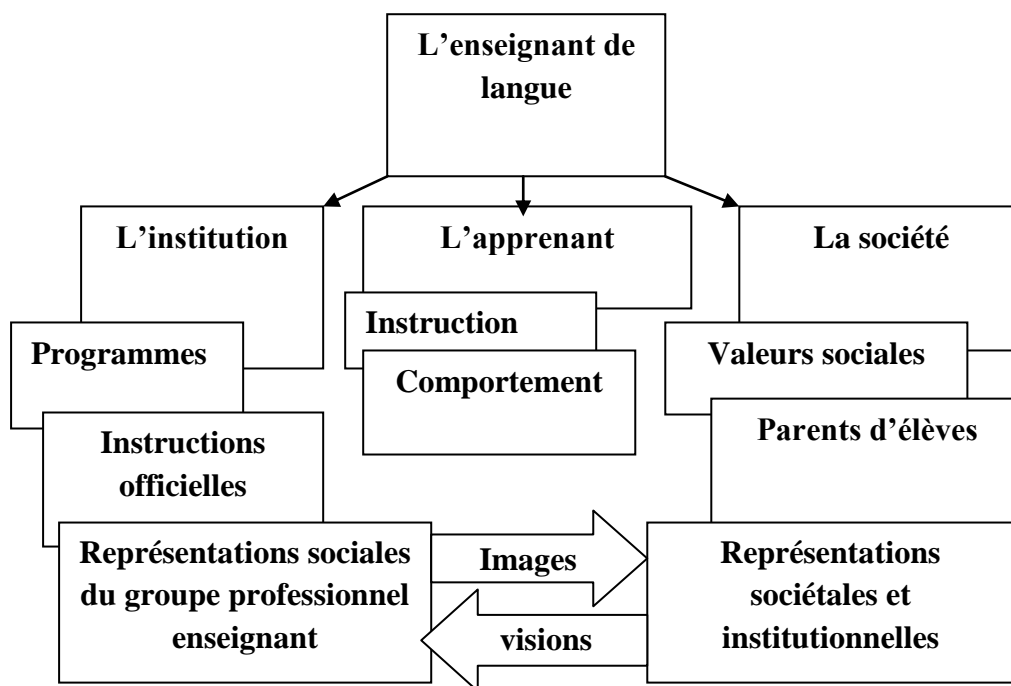 L’enseignant de
langue
L’institution
L’apprenant
La société
Programmes
Instruction
Valeurs sociales
Comportement
Instructions
officielles
Parents d’élèves
Représentations sociales
du groupe professionnel
enseignant
Images
visions
Représentations
sociétales et
institutionnelles